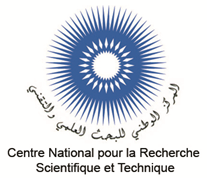 المركز الوطني للبحث العلمي والتقني
Centre National pour la Recherche
Scientifique et Technique